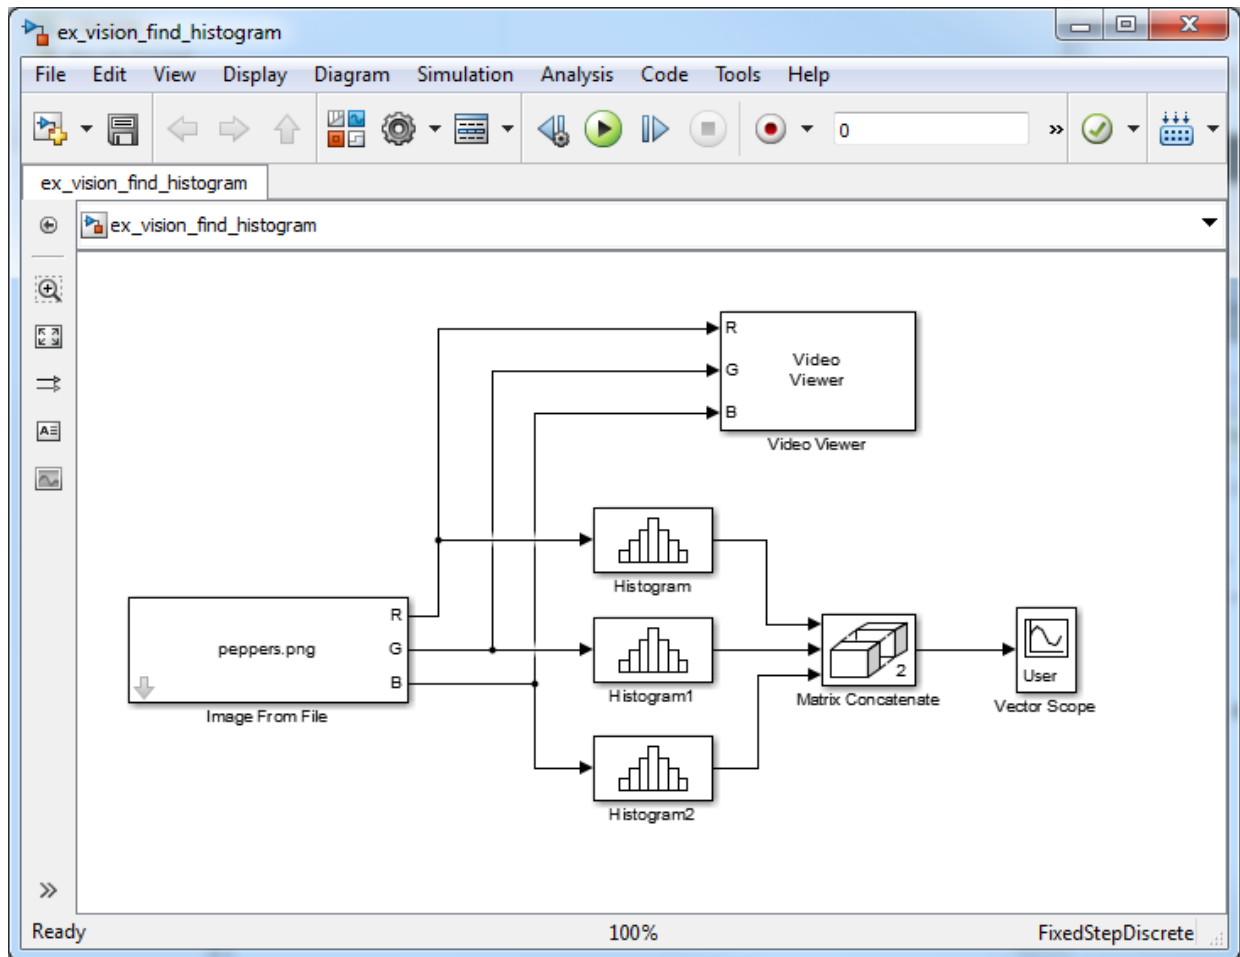 ex_vision_find_histogram
File Edit View Display Diagram Simulation Analysis Code Tools Help
0
»
ex_vision_find_histogram
ex_vision_find_histogram
R
G
B
Video
Viewer
Video Viewer
Histogram
R
G
B
peppers.png
Image From File
Histogram1
2
Matrix Concatenate
User
Vector Scope
Histogram2
»
Ready 100% FixedStepDiscrete